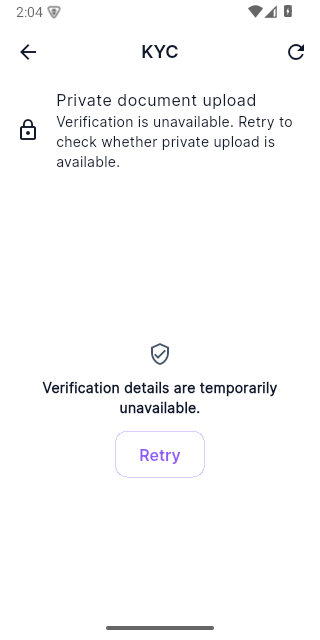 2:04
KYC
Private document upload
Verification is unavailable. Retry to
check whether private upload is
available.
Verification details are temporarily
unavailable.
Retry